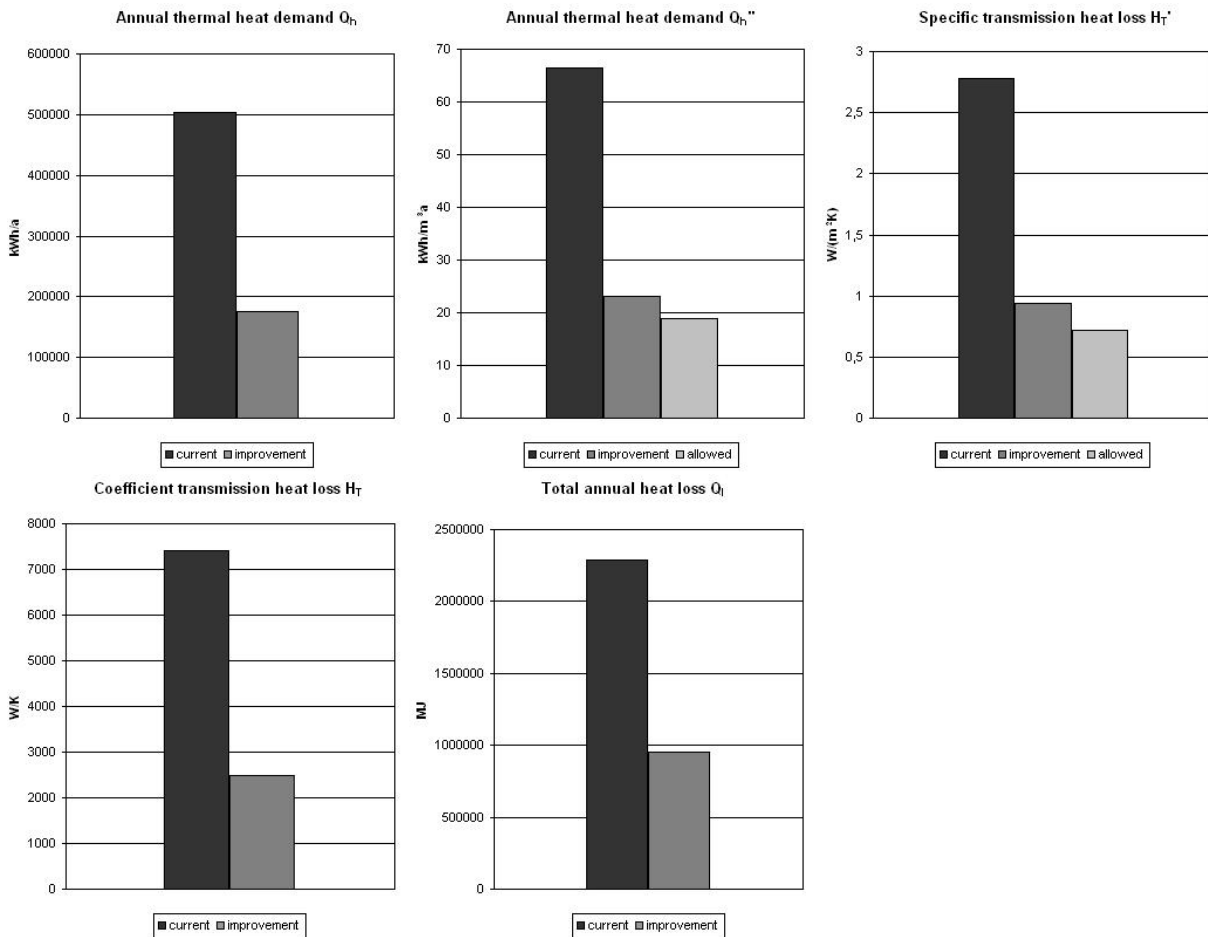 Annual thermal heat demand Qh
600000
500000
400000
300000
200000
100000
0
kWh/a
current improvement
Annual thermal heat demand Qh"
70
60
50
40
30
20
10
0
kWh/m³a
current improvement allowed
Specific transmission heat loss HT'
3
2,5
2
1,5
1
0,5
0
W/(m²K)
current improvement allowed
Coefficient transmission heat loss HT
8000
7000
6000
5000
4000
3000
2000
1000
0
W/K
current improvement
Total annual heat loss Ql
2500000
2000000
1500000
1000000
500000
0
MJ
current improvement